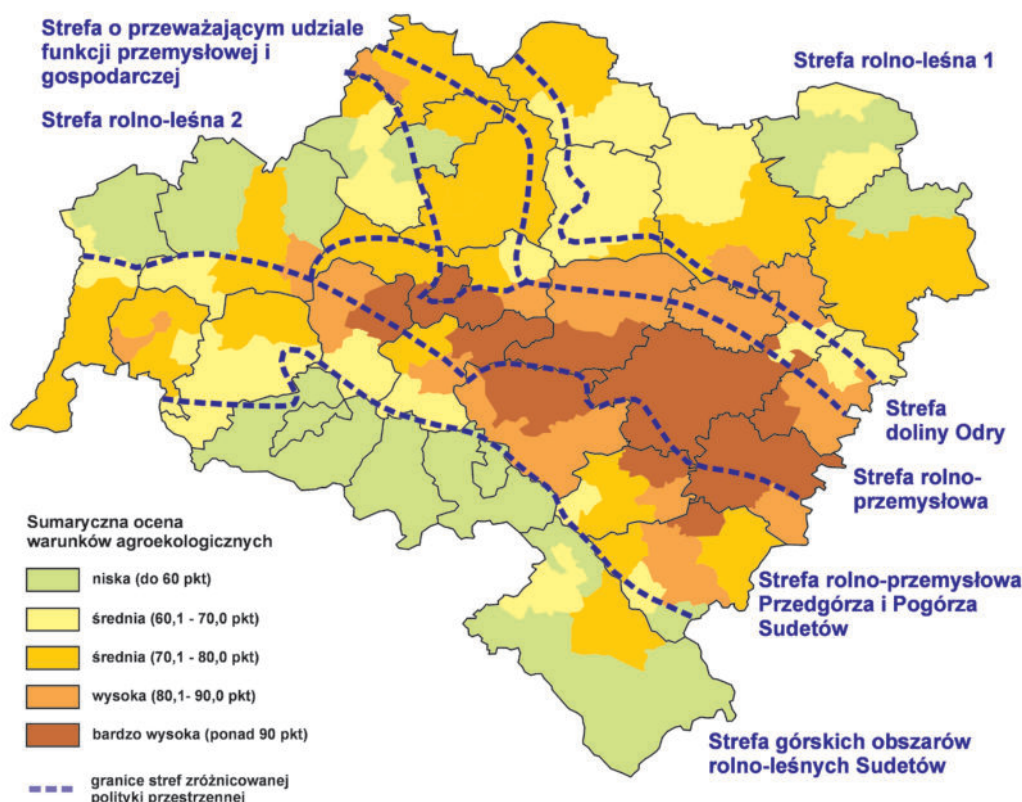 Strefa o przeważającym udziale
funkcji przemysłowej i
gospodarczej
Strefa rolno-leśna 1
Strefa rolno-leśna 2
Strefa
doliny Odry
Strefa rolno-
przemysłowa
Strefa rolno-przemysłowa
Przedgórza i Pogórza
Sudetów
Strefa górskich obszarów
rolno-leśnych Sudetów
Sumaryczna ocena
warunków agroekologicznych
niska (do 60 pkt)
średnia (60,1 - 70,0 pkt)
średnia (70,1 - 80,0 pkt)
wysoka (80,1- 90,0 pkt)
bardzo wysoka (ponad 90 pkt)
granice stref zróżnicowanej
polityki przestrzennej